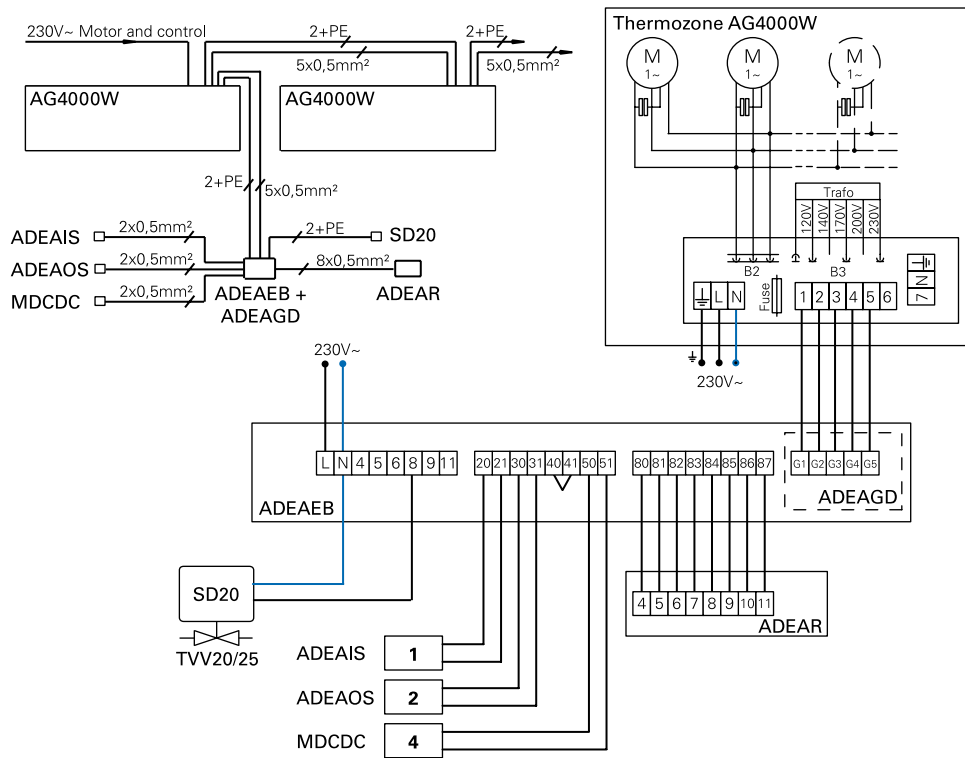 230V~ Motor and control
2+PE
2+PE
5x0,5mm²
5x0,5mm²
AG4000W
AG4000W
2+PE
5x0,5mm²
ADEAIS
2x0,5mm²
2+PE
SD20
ADEAOS
2x0,5mm²
8x0,5mm²
MDCDC
2x0,5mm²
ADEAEB +
ADEAGD
ADEAR
Thermozone AG4000W
M
1~
M
1~
M
1~
Trafo
120V
140V
170V
200V
230V
B2
B3
Fuse
L N
1 2 3 4 5 6
7 N
230V~
230V~
L N 4 5 6 8 9 11
20 21 30 31 40 41 50 51
80 81 82 83 84 85 86 87
G1 G2 G3 G4 G5
ADEAEB
ADEAGD
SD20
TVV20/25
4 5 6 7 8 9 10 11
ADEAR
ADEAIS
1
ADEAOS
2
MDCDC
4